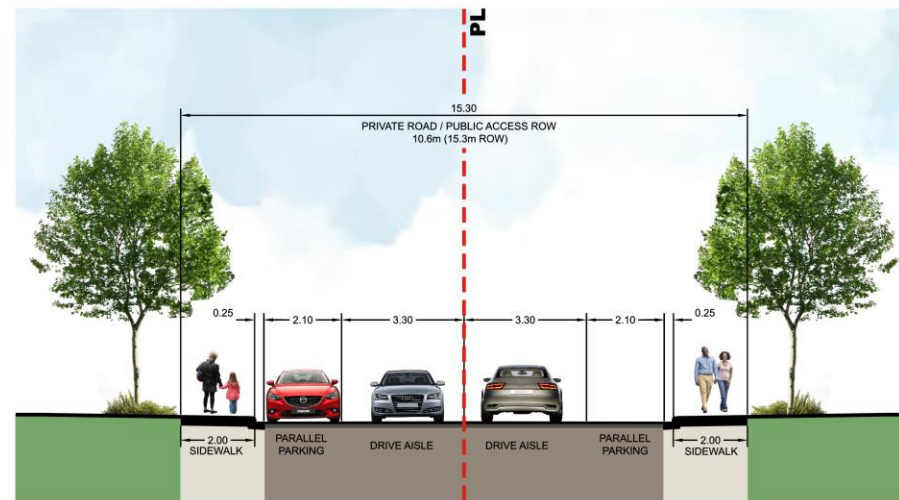 PL
15.30
PRIVATE ROAD / PUBLIC ACCESS ROW
10.6m (15.3m ROW)
0.25 2.10 3.30 3.30 2.10 0.25
2.00 PARALLEL PARALLEL 2.00
SIDEWALK PARKING DRIVE AISLE DRIVE AISLE PARKING SIDEWALK